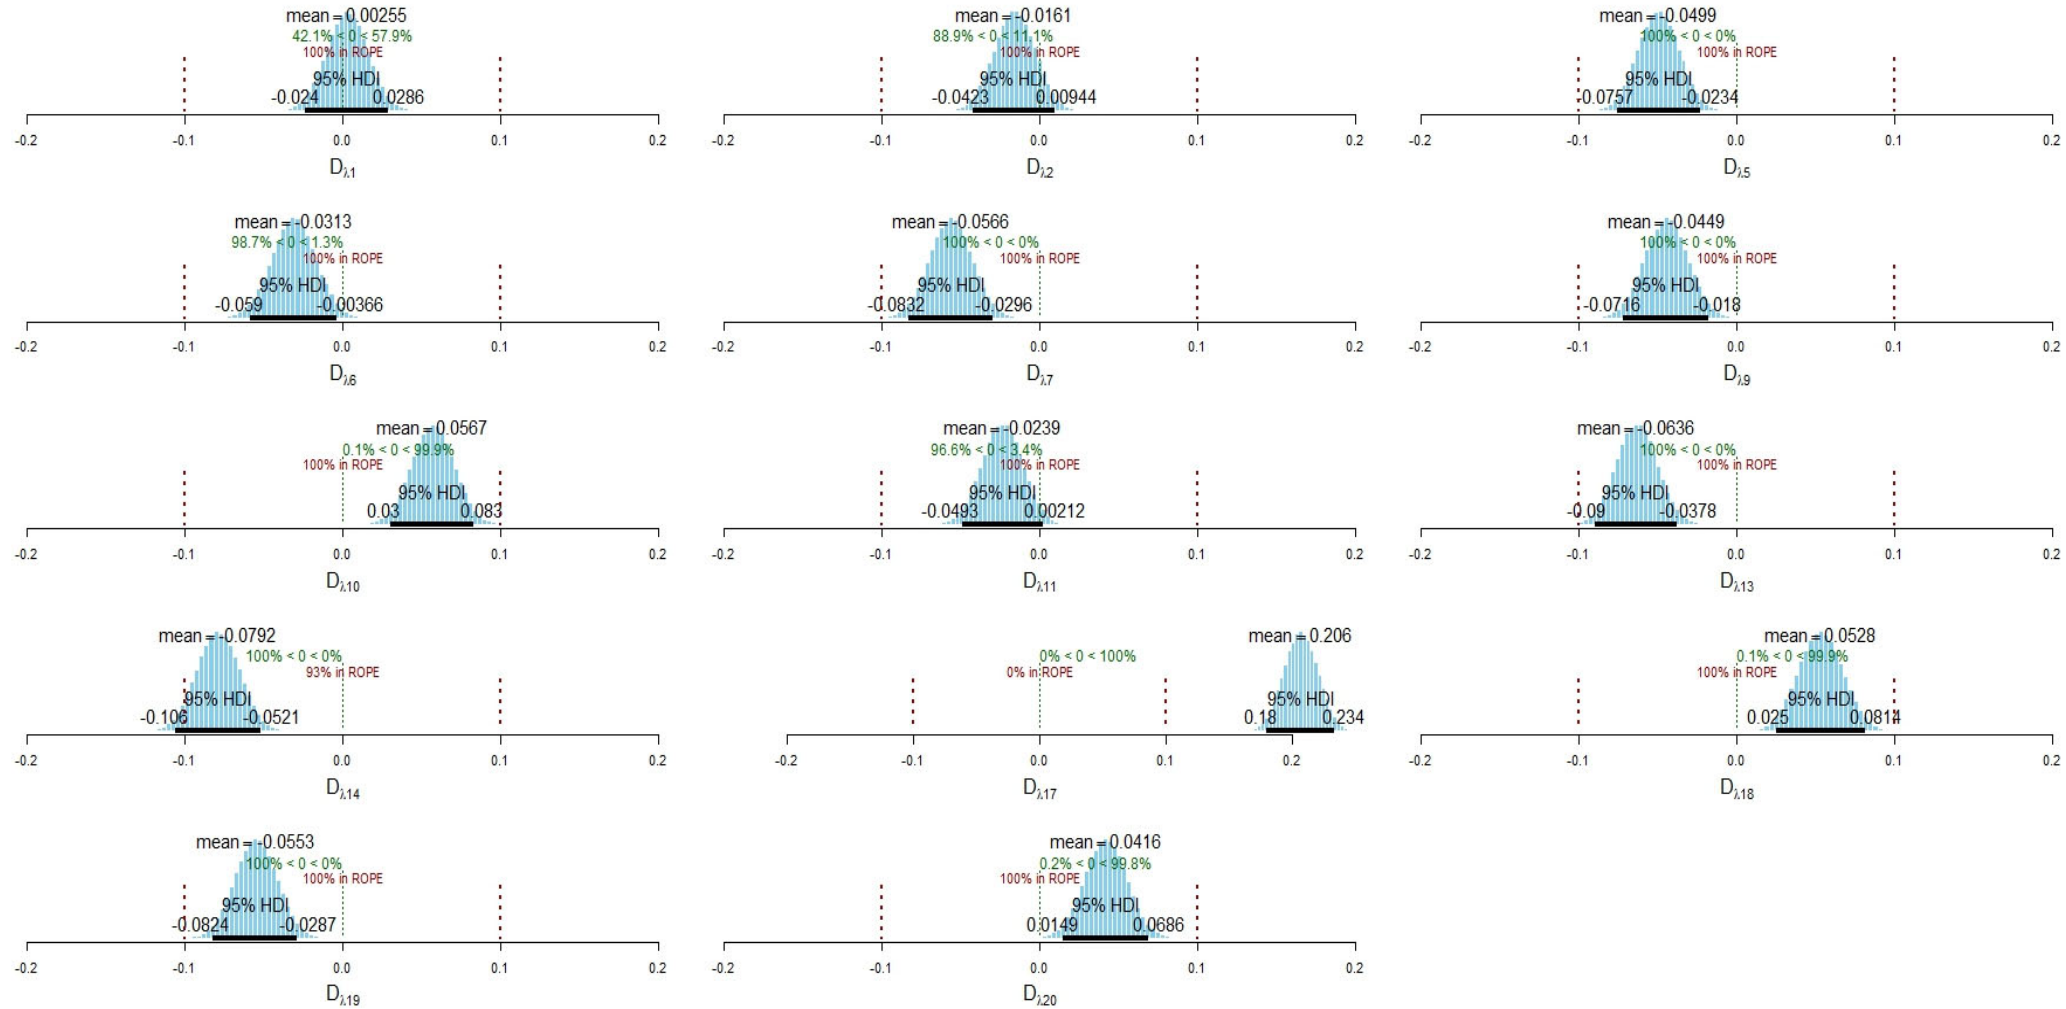 mean = 0.00255
42.1% < 0 < 57.9%
100% in ROPE
95% HDI
-0.024 0.0286
-0.2 -0.1 0.0 0.1 0.2
Dλ1
mean = -0.0161
88.9% < 0 < 11.1%
100% in ROPE
95% HDI
-0.0423 0.00944
-0.2 -0.1 0.0 0.1 0.2
Dλ2
mean = -0.0499
100% < 0 < 0%
100% in ROPE
95% HDI
-0.0757 -0.0234
-0.2 -0.1 0.0 0.1 0.2
Dλ5
mean = -0.0313
98.7% < 0 < 1.3%
100% in ROPE
95% HDI
-0.059 -0.00366
-0.2 -0.1 0.0 0.1 0.2
Dλ6
mean = -0.0566
100% < 0 < 0%
100% in ROPE
95% HDI
-0.0832 -0.0296
-0.2 -0.1 0.0 0.1 0.2
Dλ7
mean = -0.0449
100% < 0 < 0%
100% in ROPE
95% HDI
-0.0716 -0.018
-0.2 -0.1 0.0 0.1 0.2
Dλ9
mean = 0.0567
0.1% < 0 < 99.9%
100% in ROPE
95% HDI
0.03 0.083
-0.2 -0.1 0.0 0.1 0.2
Dλ10
mean = -0.0239
96.6% < 0 < 3.4%
100% in ROPE
95% HDI
-0.0493 0.00212
-0.2 -0.1 0.0 0.1 0.2
Dλ11
mean = -0.0636
100% < 0 < 0%
100% in ROPE
95% HDI
-0.09 -0.0378
-0.2 -0.1 0.0 0.1 0.2
Dλ13
mean = -0.0792
100% < 0 < 0%
93% in ROPE
95% HDI
-0.106 -0.0521
-0.2 -0.1 0.0 0.1 0.2
Dλ14
mean = 0.206
0% < 0 < 100%
0% in ROPE
95% HDI
0.18 0.234
-0.2 -0.1 0.0 0.1 0.2
Dλ17
mean = 0.0528
0.1% < 0 < 99.9%
100% in ROPE
95% HDI
0.025 0.0814
-0.2 -0.1 0.0 0.1 0.2
Dλ18
mean = -0.0553
100% < 0 < 0%
100% in ROPE
95% HDI
-0.0824 -0.0287
-0.2 -0.1 0.0 0.1 0.2
Dλ19
mean = 0.0416
0.2% < 0 < 99.8%
100% in ROPE
95% HDI
0.0149 0.0686
-0.2 -0.1 0.0 0.1 0.2
Dλ20